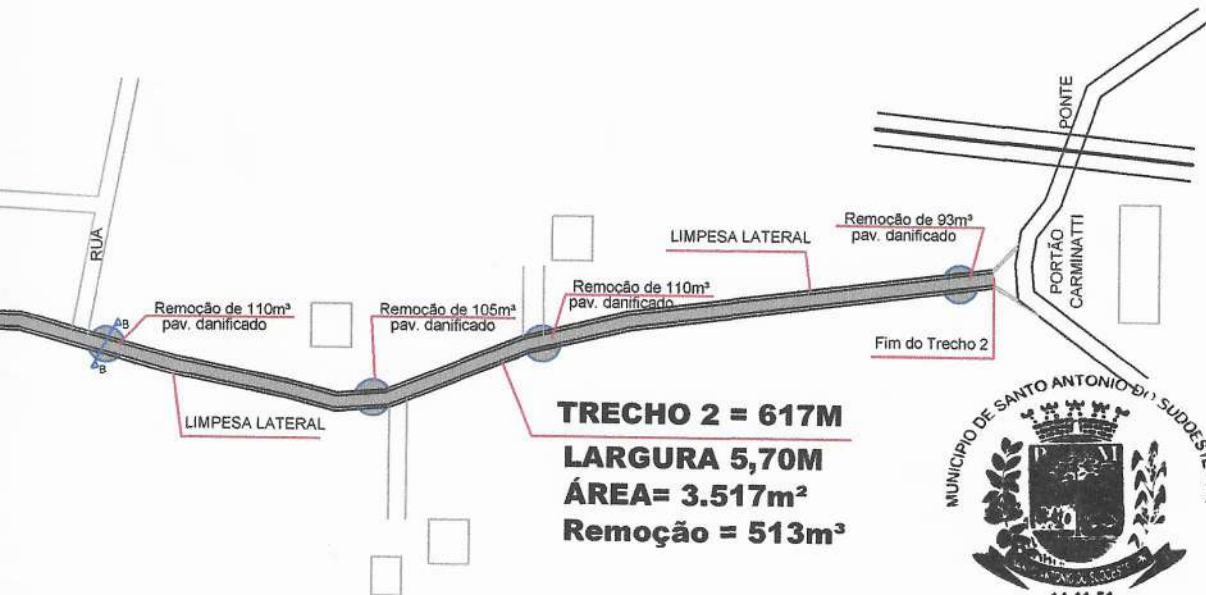 PONTE
RUA
Remoção de 93m³
pav. danificado
LIMPESA LATERAL
PORTÃO
CARMINATTI
Remoção de 110m³
pav. danificado
Remoção de 105m³
pav. danificado
Remoção de 110m³
pav. danificado
B
B
Fim do Trecho 2
LIMPESA LATERAL
TRECHO 2 = 617M
LARGURA 5,70M
ÁREA= 3.517m²
Remoção = 513m³
MUNICIPIO DE SANTO ANTONIO DO SUDOESTE